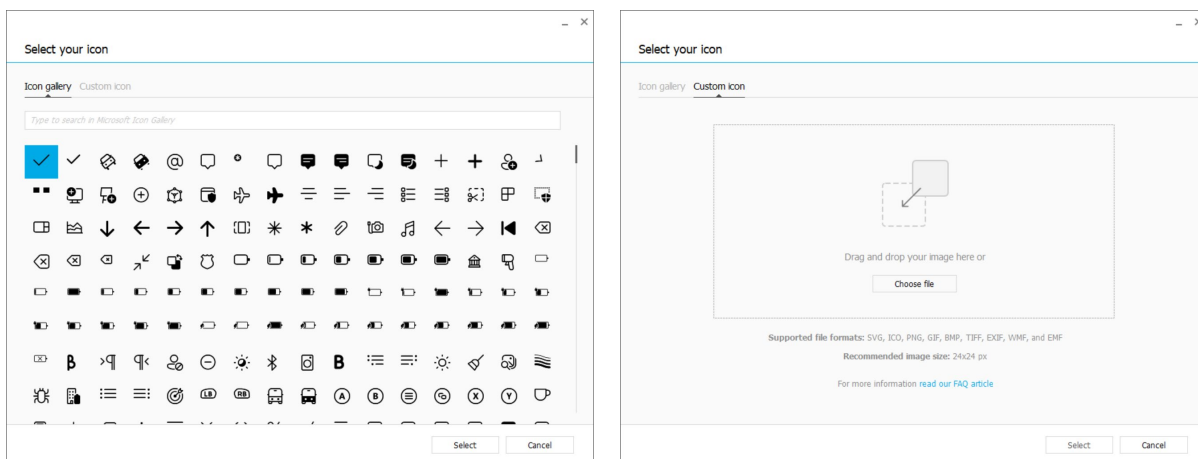 Select your icon
Icon gallery Custom icon
Type to search in Microsoft Icon Gallery
@
LB RB
B
A B X Y
Select Cancel
Select your icon
Icon gallery Custom icon
Drag and drop your image here or
Choose file
Supported file formats: SVG, ICO, PNG, GIF, BMP, TIFF, EXIF, WMF, and EMF
Recommended image size: 24x24 px
For more information read our FAQ article
Select Cancel